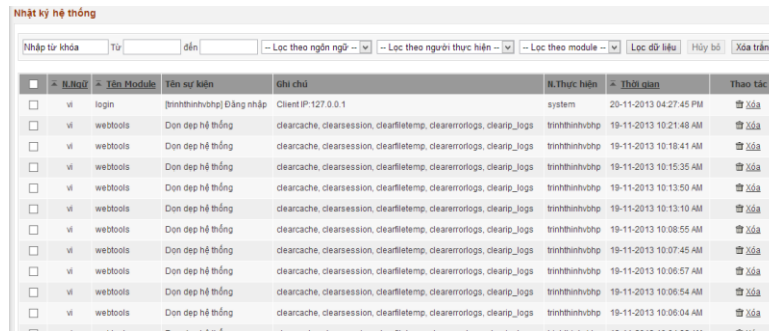 Nhật ký hệ thống
Nhập từ khóa Từ đến -- Lọc theo ngôn ngữ -- -- Lọc theo người thực hiện -- -- Lọc theo module -- Lọc dữ liệu Hủy bỏ Xóa trắn
N.Ngữ Tên Module Tên sự kiện Ghi chú N.Thực hiện Thời gian Thao tác
vi login [trinhthinhvbhp] Đăng nhập Client IP:127.0.0.1 system 20-11-2013 04:27:45 PM Xóa
vi webtools Dọn dẹp hệ thống clearcache, clearsession, clearfiletemp, clearerrorlogs, clearip_logs trinhthinhvbhp 19-11-2013 10:21:48 AM Xóa
vi webtools Dọn dẹp hệ thống clearcache, clearsession, clearfiletemp, clearerrorlogs, clearip_logs trinhthinhvbhp 19-11-2013 10:18:41 AM Xóa
vi webtools Dọn dẹp hệ thống clearcache, clearsession, clearfiletemp, clearerrorlogs, clearip_logs trinhthinhvbhp 19-11-2013 10:15:35 AM Xóa
vi webtools Dọn dẹp hệ thống clearcache, clearsession, clearfiletemp, clearerrorlogs, clearip_logs trinhthinhvbhp 19-11-2013 10:13:50 AM Xóa
vi webtools Dọn dẹp hệ thống clearcache, clearsession, clearfiletemp, clearerrorlogs, clearip_logs trinhthinhvbhp 19-11-2013 10:13:10 AM Xóa
vi webtools Dọn dẹp hệ thống clearcache, clearsession, clearfiletemp, clearerrorlogs, clearip_logs trinhthinhvbhp 19-11-2013 10:08:55 AM Xóa
vi webtools Dọn dẹp hệ thống clearcache, clearsession, clearfiletemp, clearerrorlogs, clearip_logs trinhthinhvbhp 19-11-2013 10:07:45 AM Xóa
vi webtools Dọn dẹp hệ thống clearcache, clearsession, clearfiletemp, clearerrorlogs, clearip_logs trinhthinhvbhp 19-11-2013 10:06:57 AM Xóa
vi webtools Dọn dẹp hệ thống clearcache, clearsession, clearfiletemp, clearerrorlogs, clearip_logs trinhthinhvbhp 19-11-2013 10:06:54 AM Xóa
vi webtools Dọn dẹp hệ thống clearcache, clearsession, clearfiletemp, clearerrorlogs, clearip_logs trinhthinhvbhp 19-11-2013 10:06:04 AM Xóa